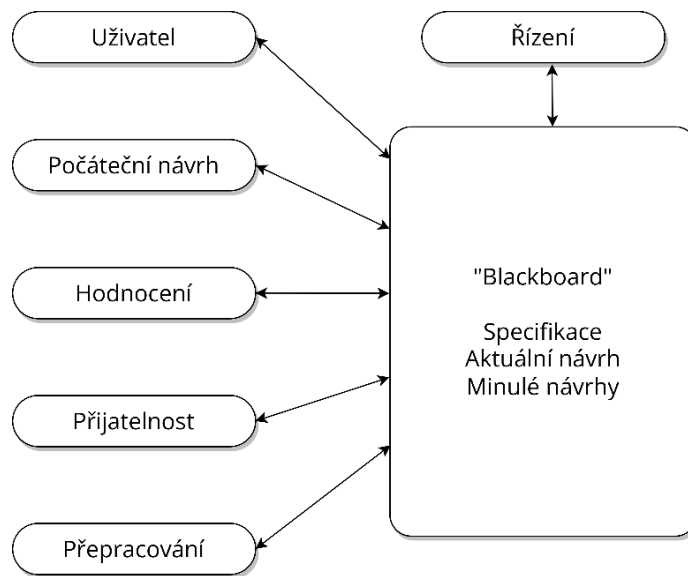 Uživatel
Řízení
Počáteční návrh
Hodnocení
Přijatelnost
Přepracování
"Blackboard"
Specifikace
Aktuální návrh
Minulé návrhy